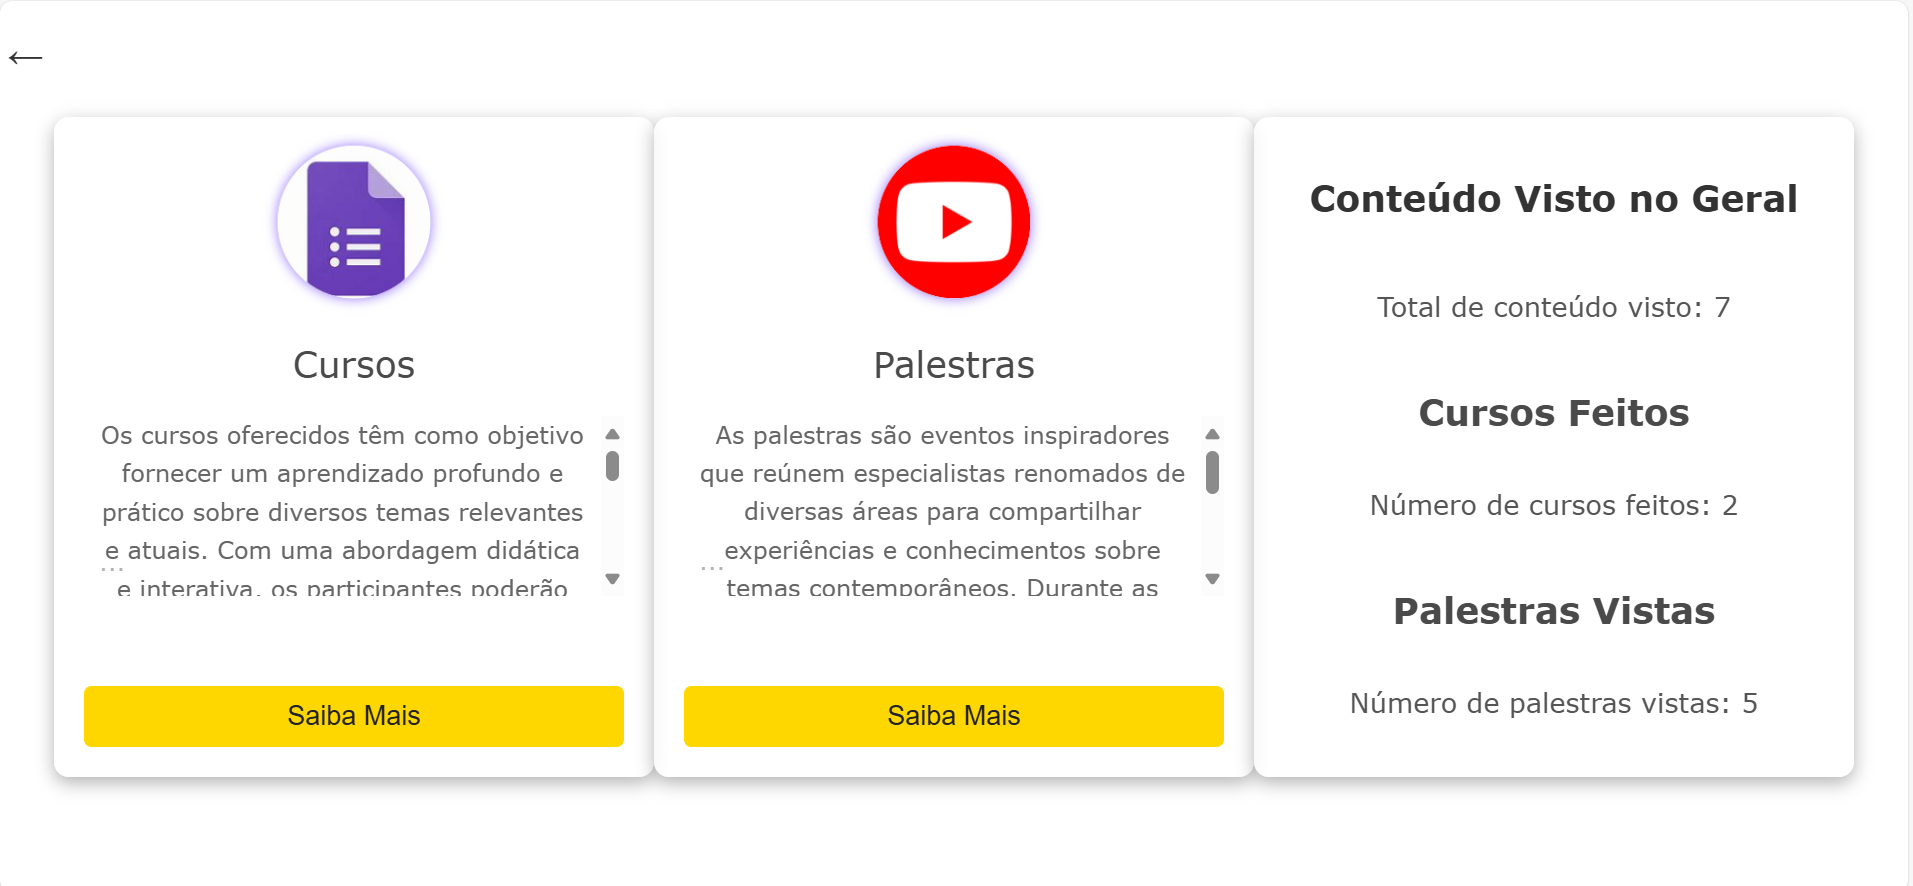 ←
Cursos
Os cursos oferecidos têm como objetivo
fornecer um aprendizado profundo e
prático sobre diversos temas relevantes
e atuais. Com uma abordagem didática
...
e interativa, os participantes poderão
Saiba Mais
Palestras
As palestras são eventos inspiradores
que reúnem especialistas renomados de
diversas áreas para compartilhar
experiências e conhecimentos sobre
...
temas contemporâneos. Durante as
Saiba Mais
Conteúdo Visto no Geral
Total de conteúdo visto: 7
Cursos Feitos
Número de cursos feitos: 2
Palestras Vistas
Número de palestras vistas: 5